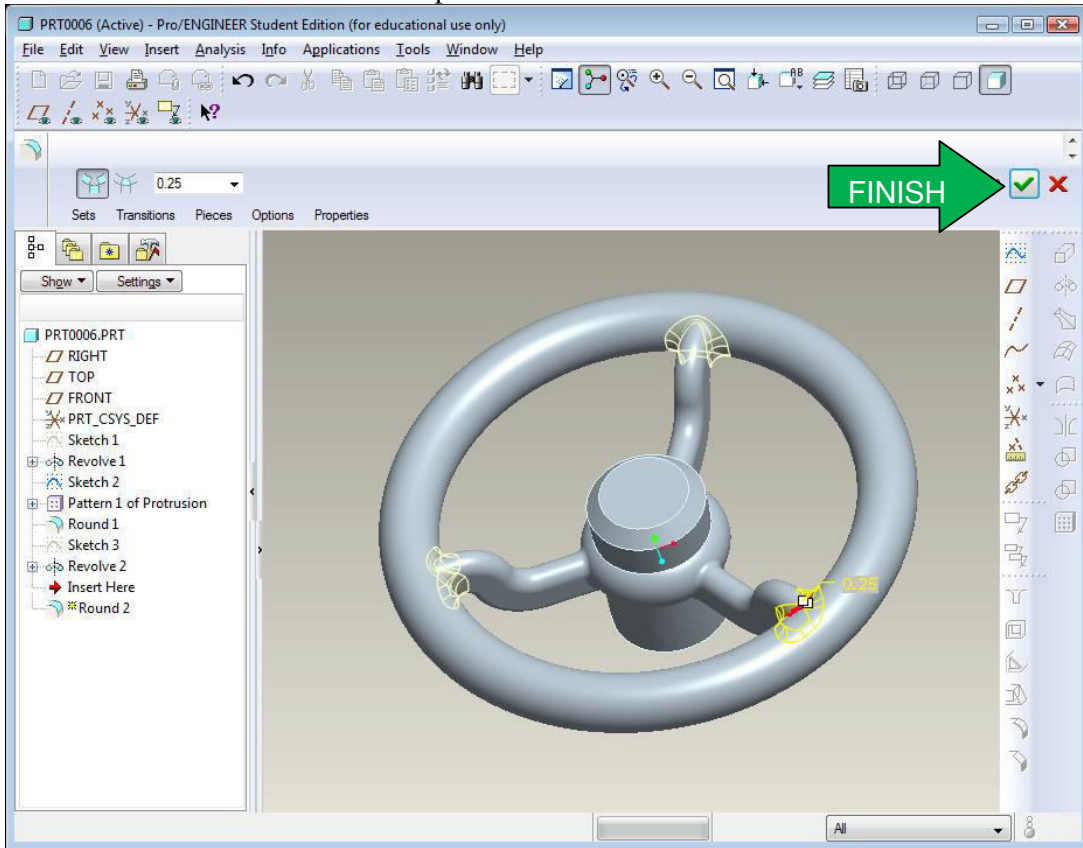 PRT0006 (Active) - Pro/ENGINEER Student Edition (for educational use only)
File Edit View Insert Analysis Info Applications Tools Window Help
FINISH
0.25
Sets Transitions Pieces Options Properties
Show Settings
PRT0006.PRT
RIGHT
TOP
FRONT
PRT_CSYS_DEF
Sketch 1
Revolve 1
Sketch 2
Pattern 1 of Protrusion
Round 1
Sketch 3
Revolve 2
Insert Here
Round 2
0.25
All